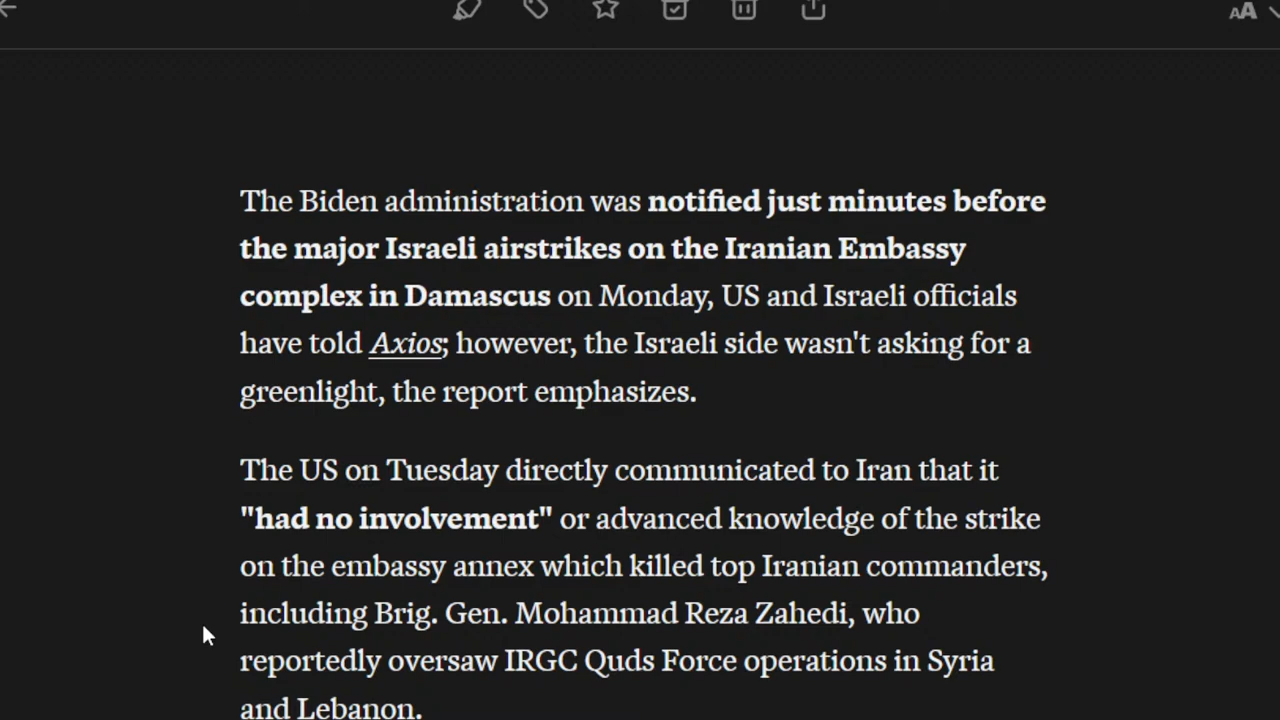 AA
The Biden administration was notified just minutes before
the major Israeli airstrikes on the Iranian Embassy
complex in Damascus on Monday, US and Israeli officials
have told Axios; however, the Israeli side wasn't asking for a
greenlight, the report emphasizes.
The US on Tuesday directly communicated to Iran that it
"had no involvement" or advanced knowledge of the strike
on the embassy annex which killed top Iranian commanders,
including Brig. Gen. Mohammad Reza Zahedi, who
reportedly oversaw IRGC Quds Force operations in Syria
and Lebanon.